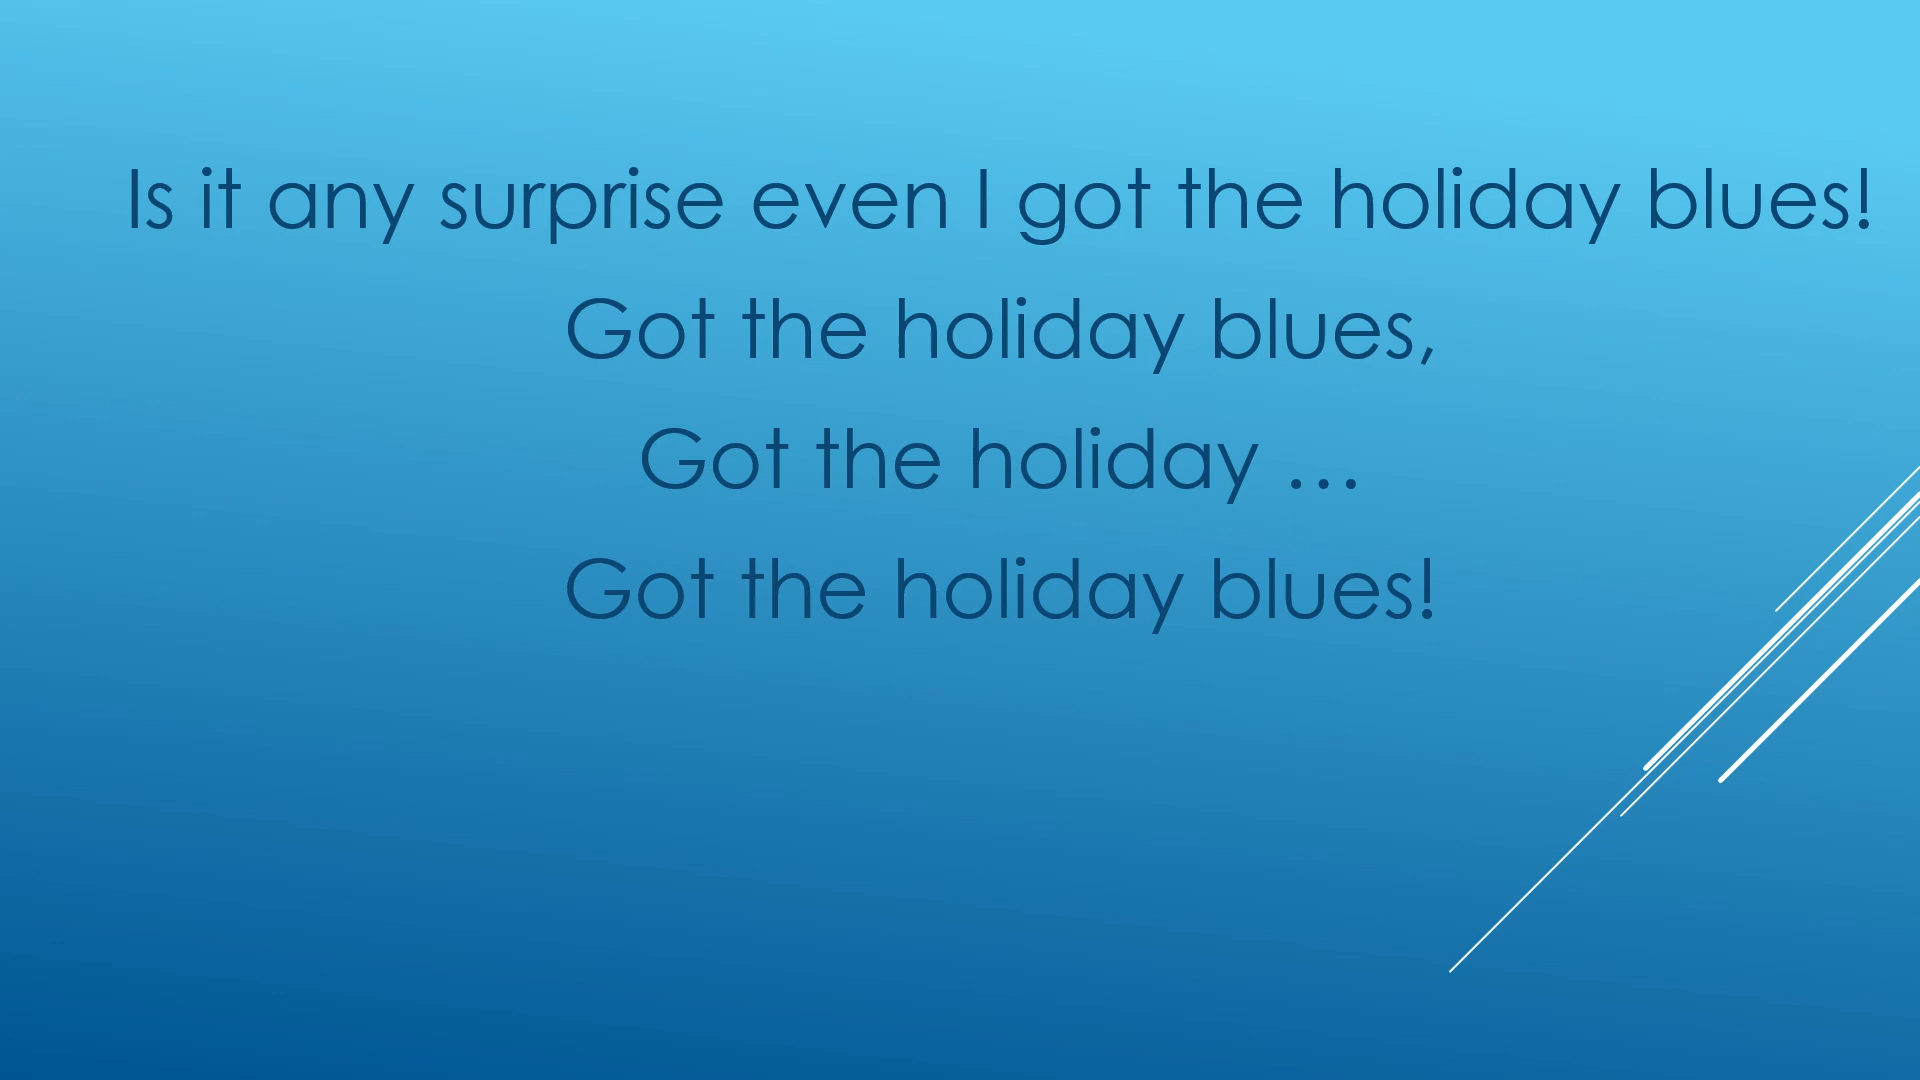 Is it any surprise even I got the holiday blues!
Got the holiday blues,
Got the holiday …
Got the holiday blues!